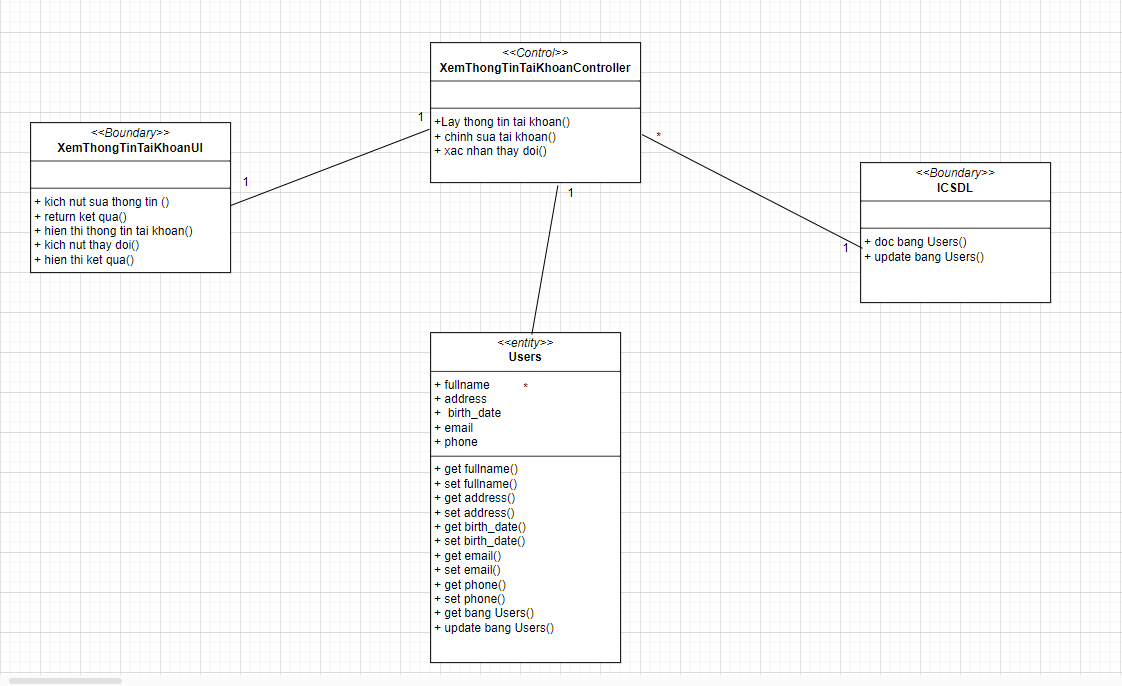 <<Control>>
XemThongTinTaiKhoanController
+Lay thong tin tai khoan()
+ chinh sua tai khoan()
+ xac nhan thay doi()
1
*
1
<<Boundary>>
XemThongTinTaiKhoanUI
+ kich nut sua thong tin ()
+ return ket qua()
+ hien thi thong tin tai khoan()
+ kich nut thay doi()
+ hien thi ket qua()
1
<<Boundary>>
ICSDL
+ doc bang Users()
+ update bang Users()
1
<<entity>>
Users
+ fullname
*
+ address
+ birth_date
+ email
+ phone
+ get fullname()
+ set fullname()
+ get address()
+ set address()
+ get birth_date()
+ set birth_date()
+ get email()
+ set email()
+ get phone()
+ set phone()
+ get bang Users()
+ update bang Users()